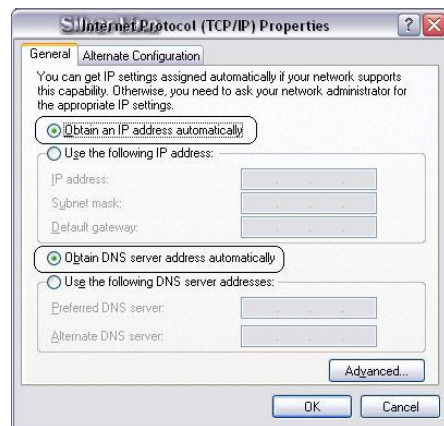 Internet Protocol (TCP/IP) Properties
General
Alternate Configuration
You can get IP settings assigned automatically if your network supports
this capability. Otherwise, you need to ask your network administrator for
the appropriate IP settings.
Obtain an IP address automatically
Use the following IP address:
IP address:
Subnet mask:
Default gateway:
Obtain DNS server address automatically
Use the following DNS server addresses:
Preferred DNS server:
Alternate DNS server:
Advanced...
OK
Cancel